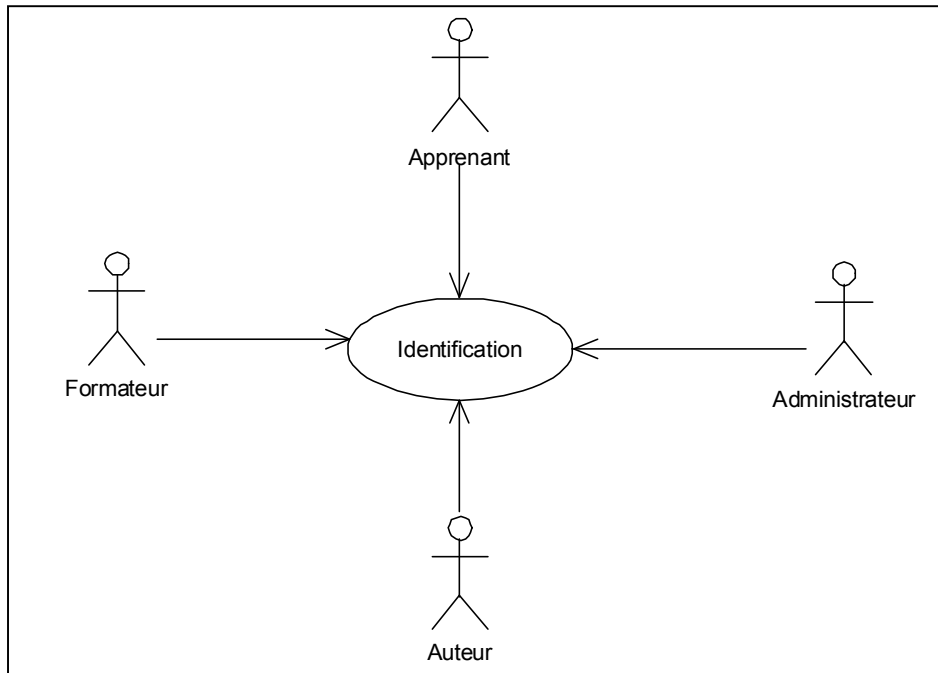 Apprenant
Formateur
Identification
Administrateur
Auteur